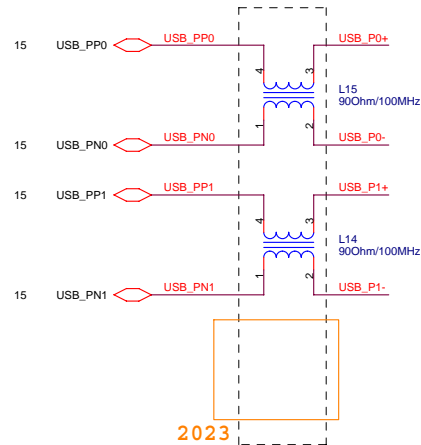 15 USB_PP0 USB_PP0 USB_P0+
4 3
L15
90Ohm/100MHz
1 2
15 USB_PN0 USB_PN0 USB_P0-
15 USB_PP1 USB_PP1 USB_P1+
4 3
L14
90Ohm/100MHz
1 2
15 USB_PN1 USB_PN1 USB_P1-
2023